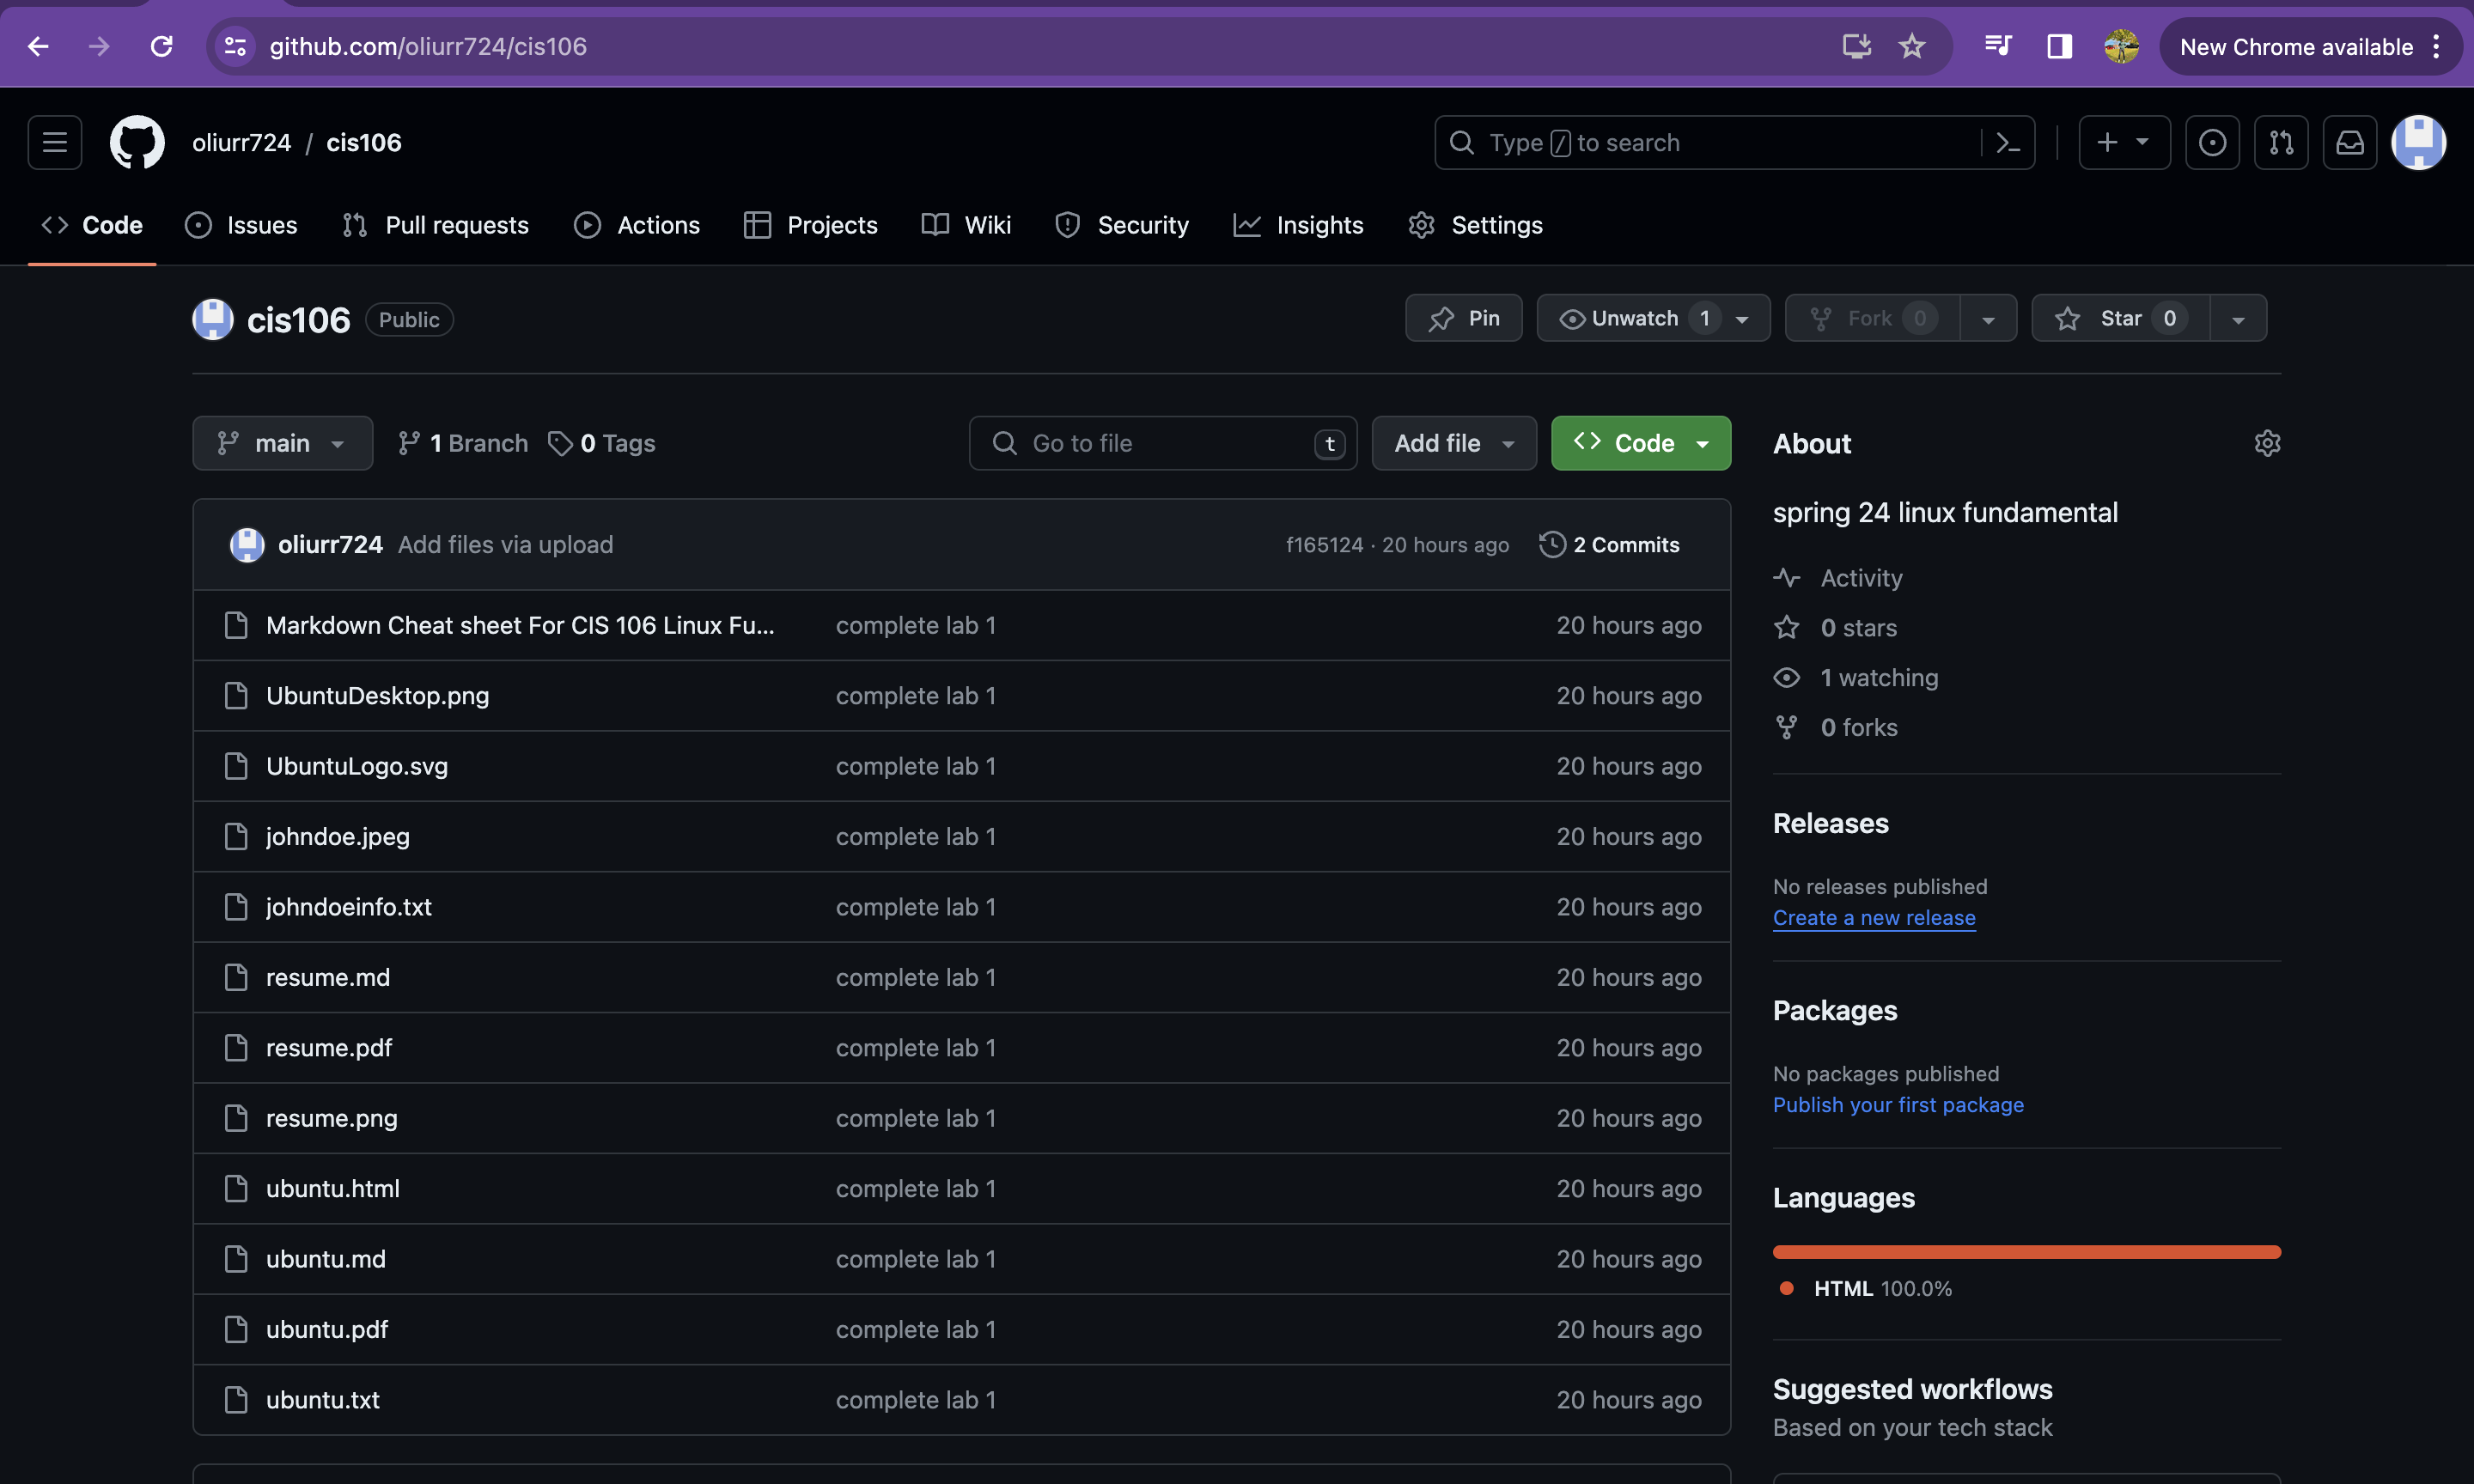 github.com/oliurr724/cis106
New Chrome available
oliurr724 / cis106
Type / to search
Code Issues Pull requests Actions Projects Wiki Security Insights Settings
cis106 Public
Pin Unwatch 1 Fork 0 Star 0
main 1 Branch 0 Tags Go to file t Add file Code
oliurr724 Add files via upload f165124 · 20 hours ago 2 Commits
Markdown Cheat sheet For CIS 106 Linux Fu... complete lab 1 20 hours ago
UbuntuDesktop.png complete lab 1 20 hours ago
UbuntuLogo.svg complete lab 1 20 hours ago
johndoe.jpeg complete lab 1 20 hours ago
johndoeinfo.txt complete lab 1 20 hours ago
resume.md complete lab 1 20 hours ago
resume.pdf complete lab 1 20 hours ago
resume.png complete lab 1 20 hours ago
ubuntu.html complete lab 1 20 hours ago
ubuntu.md complete lab 1 20 hours ago
ubuntu.pdf complete lab 1 20 hours ago
ubuntu.txt complete lab 1 20 hours ago
About
spring 24 linux fundamental
Activity
0 stars
1 watching
0 forks
Releases
No releases published
Create a new release
Packages
No packages published
Publish your first package
Languages
HTML 100.0%
Suggested workflows
Based on your tech stack